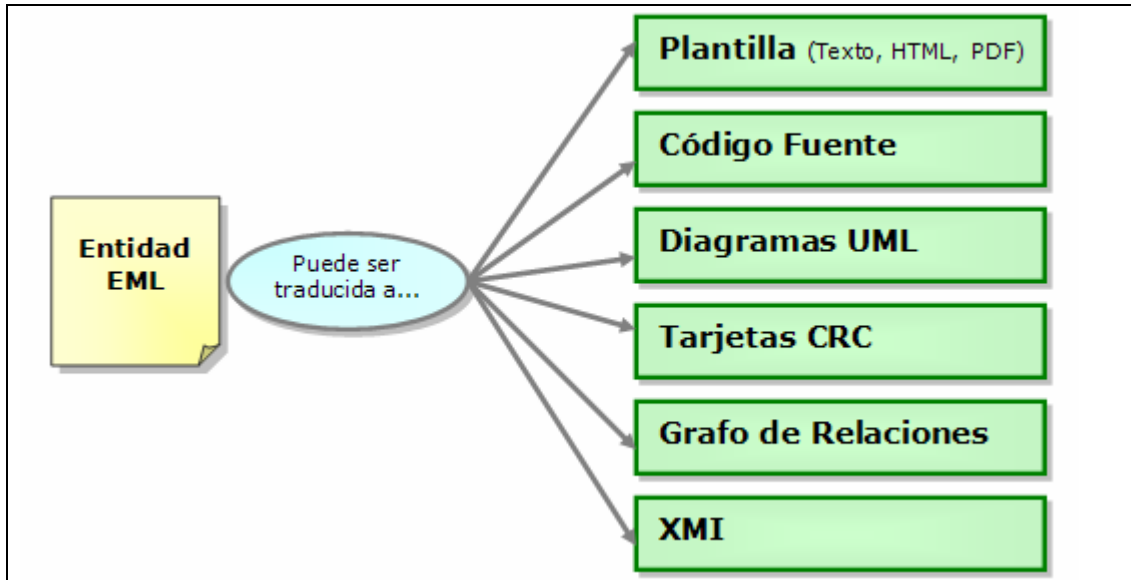 Plantilla (Texto, HTML, PDF)
Código Fuente
Entidad
EML
Puede ser
traducida a...
Diagramas UML
Tarjetas CRC
Grafo de Relaciones
XMI